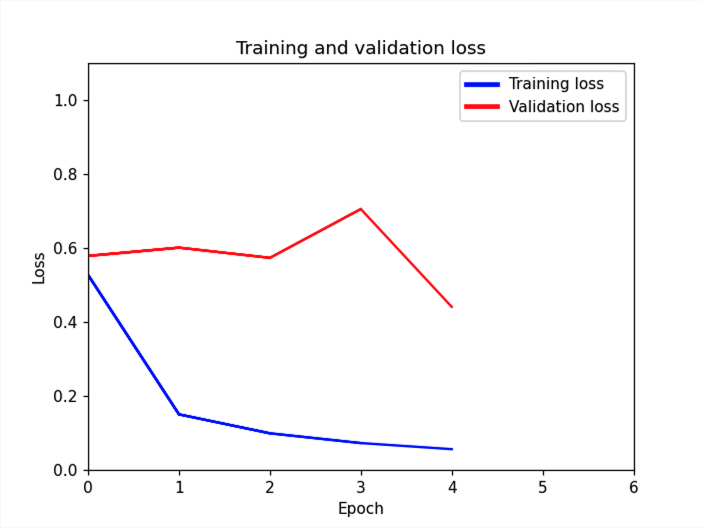 Training and validation loss
Training loss
Validation loss
1.0
0.8
0.6
0.4
0.2
0.0
Loss
0 1 2 3 4 5 6
Epoch